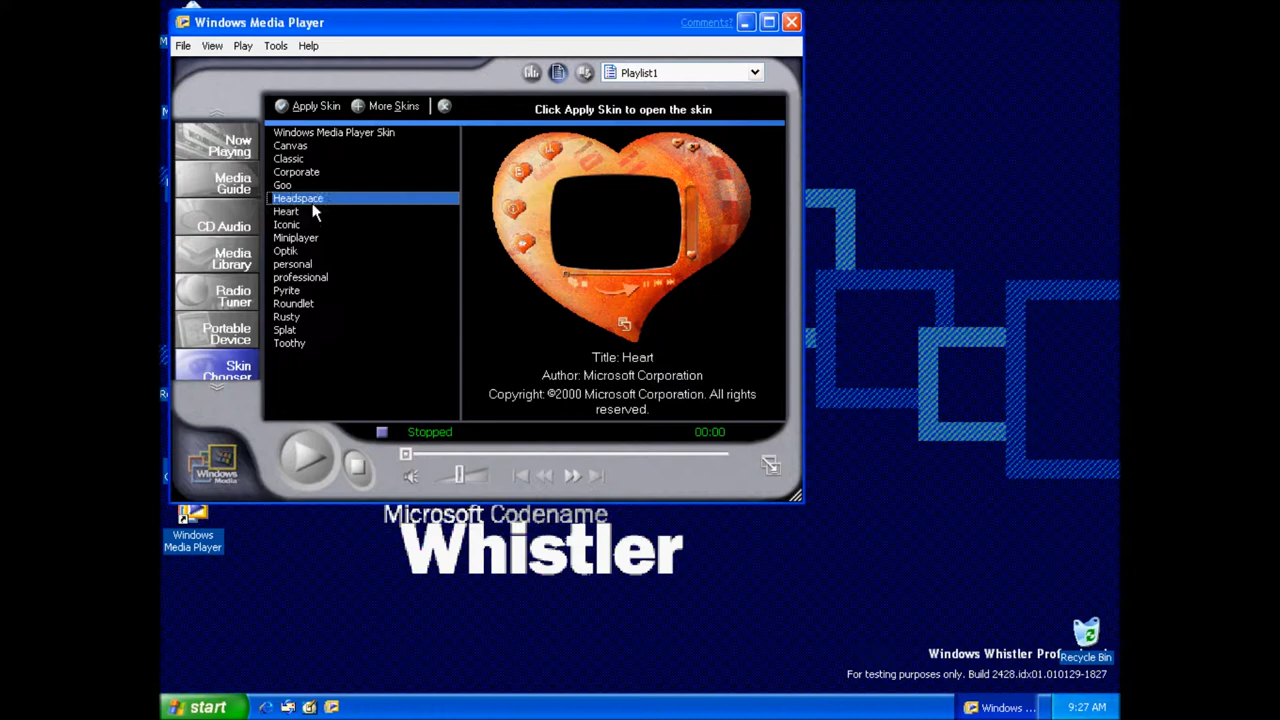 Windows Media Player
Comments?
File View Play Tools Help
Playlist1
Apply Skin More Skins
Click Apply Skin to open the skin
Now Playing
Media Guide
CD Audio
Media Library
Radio Tuner
Portable Device
Skin Chooser
Windows Media Player Skin
Canvas
Classic
Corporate
Goo
Headspace
Heart
Iconic
Miniplayer
Optik
personal
professional
Pyrite
Roundlet
Rusty
Splat
Toothy
Title: Heart
Author: Microsoft Corporation
Copyright: ©2000 Microsoft Corporation. All rights
reserved.
Stopped 00:00
Windows Media
Microsoft Codename
Whistler
Windows
Media Player
Recycle Bin
Windows Whistler
For testing purposes only. Build 2428.idx01.010129-1827
start
Windows ...
9:27 AM